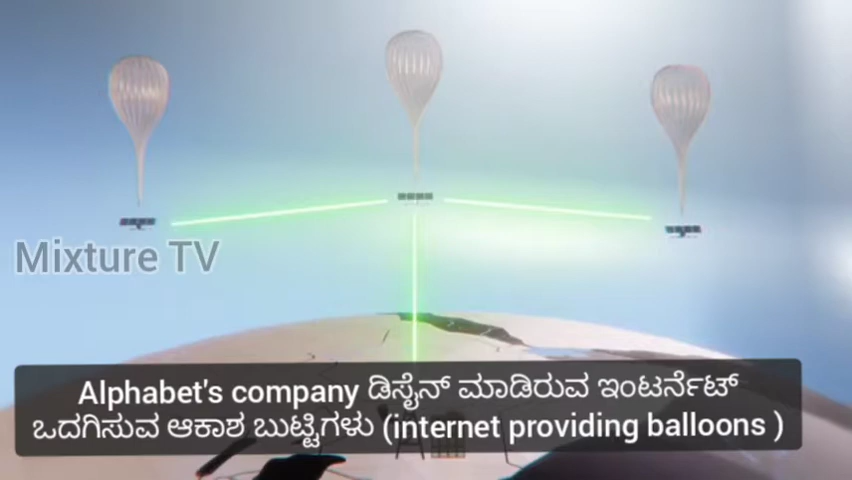 Mixture TV
Alphabet's company ಡಿಸೈನ್ ಮಾಡಿರುವ ಇಂಟರ್ನೆಟ್
ಒದಗಿಸುವ ಆಕಾಶ ಬುಟ್ಟಿಗಳು (internet providing balloons )